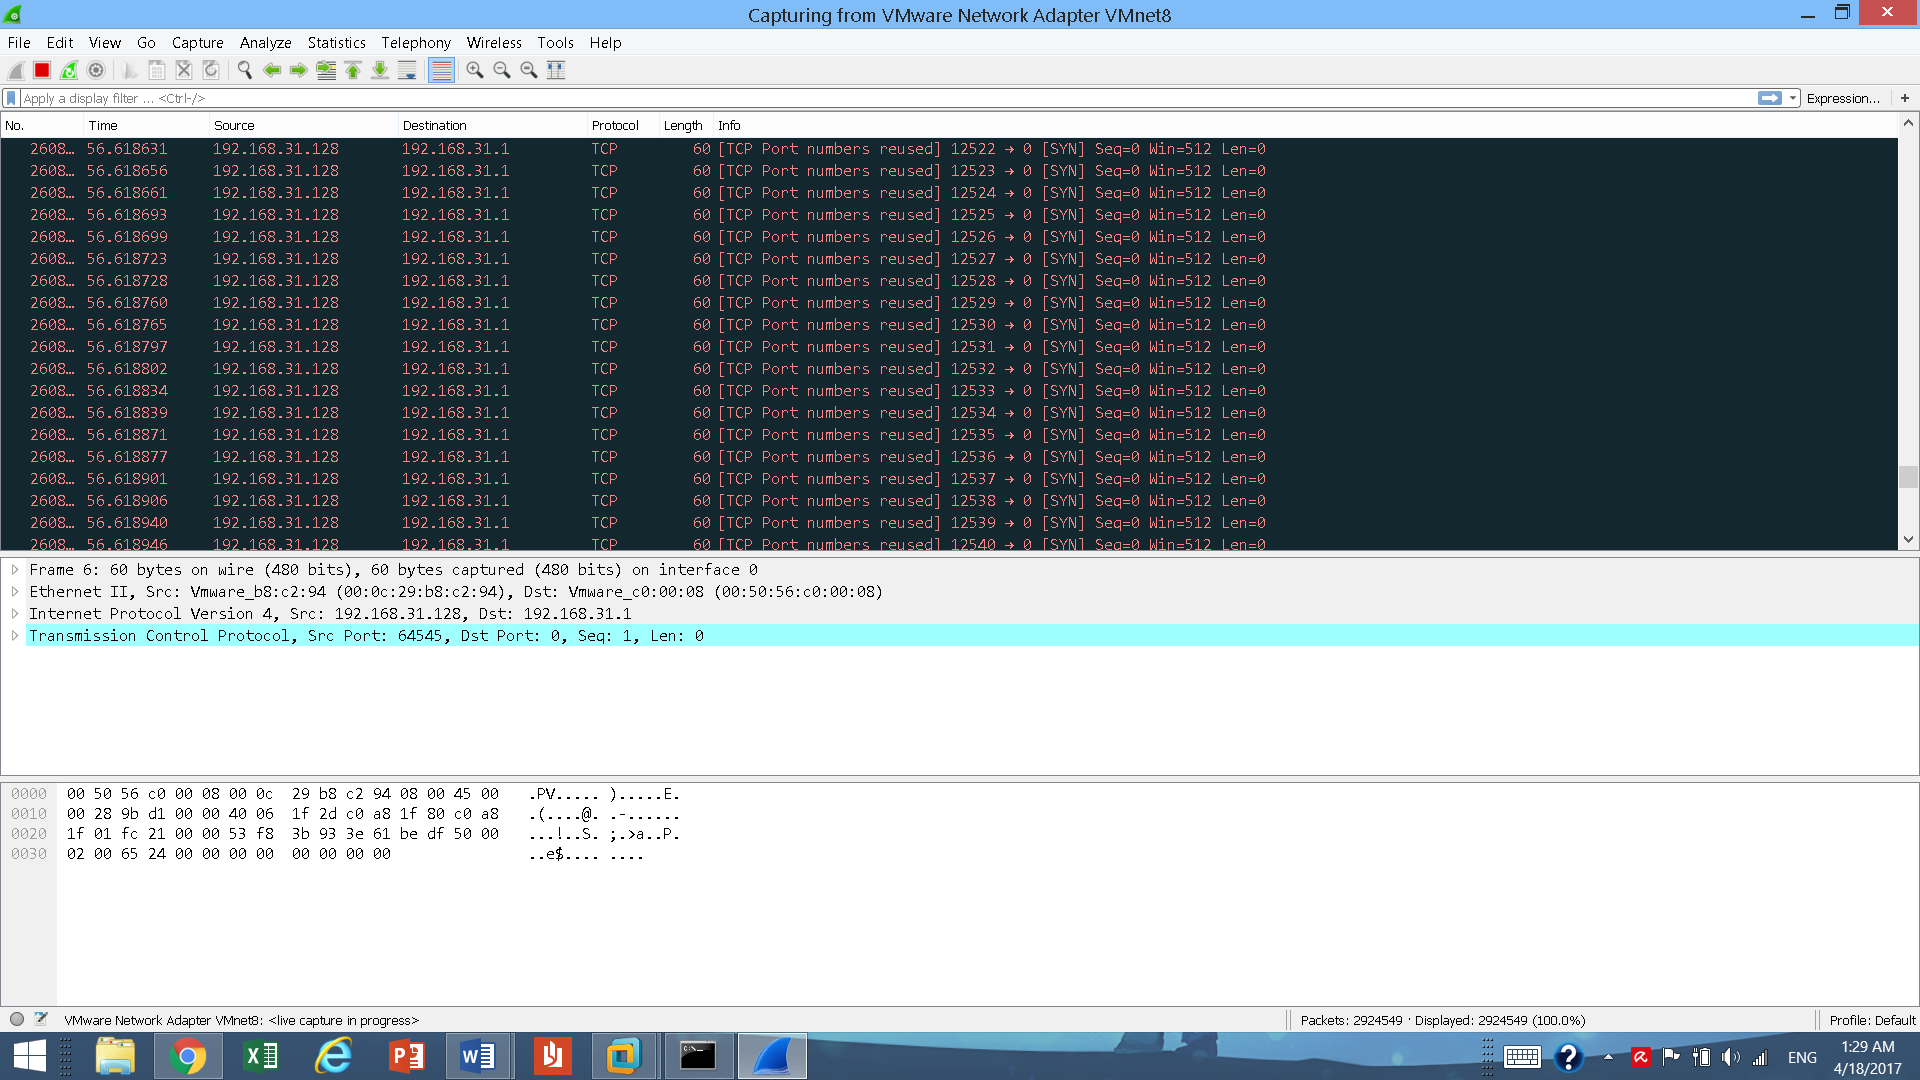 Capturing from VMware Network Adapter VMnet8
File Edit View Go Capture Analyze Statistics Telephony Wireless Tools Help
Apply a display filter ... <Ctrl-/> Expression... +
No. Time Source Destination Protocol Length Info
2608… 56.618631 192.168.31.128 192.168.31.1 TCP 60 [TCP Port numbers reused] 12522 → 0 [SYN] Seq=0 Win=512 Len=0
2608… 56.618656 192.168.31.128 192.168.31.1 TCP 60 [TCP Port numbers reused] 12523 → 0 [SYN] Seq=0 Win=512 Len=0
2608… 56.618661 192.168.31.128 192.168.31.1 TCP 60 [TCP Port numbers reused] 12524 → 0 [SYN] Seq=0 Win=512 Len=0
2608… 56.618693 192.168.31.128 192.168.31.1 TCP 60 [TCP Port numbers reused] 12525 → 0 [SYN] Seq=0 Win=512 Len=0
2608… 56.618699 192.168.31.128 192.168.31.1 TCP 60 [TCP Port numbers reused] 12526 → 0 [SYN] Seq=0 Win=512 Len=0
2608… 56.618723 192.168.31.128 192.168.31.1 TCP 60 [TCP Port numbers reused] 12527 → 0 [SYN] Seq=0 Win=512 Len=0
2608… 56.618728 192.168.31.128 192.168.31.1 TCP 60 [TCP Port numbers reused] 12528 → 0 [SYN] Seq=0 Win=512 Len=0
2608… 56.618760 192.168.31.128 192.168.31.1 TCP 60 [TCP Port numbers reused] 12529 → 0 [SYN] Seq=0 Win=512 Len=0
2608… 56.618765 192.168.31.128 192.168.31.1 TCP 60 [TCP Port numbers reused] 12530 → 0 [SYN] Seq=0 Win=512 Len=0
2608… 56.618797 192.168.31.128 192.168.31.1 TCP 60 [TCP Port numbers reused] 12531 → 0 [SYN] Seq=0 Win=512 Len=0
2608… 56.618802 192.168.31.128 192.168.31.1 TCP 60 [TCP Port numbers reused] 12532 → 0 [SYN] Seq=0 Win=512 Len=0
2608… 56.618834 192.168.31.128 192.168.31.1 TCP 60 [TCP Port numbers reused] 12533 → 0 [SYN] Seq=0 Win=512 Len=0
2608… 56.618839 192.168.31.128 192.168.31.1 TCP 60 [TCP Port numbers reused] 12534 → 0 [SYN] Seq=0 Win=512 Len=0
2608… 56.618871 192.168.31.128 192.168.31.1 TCP 60 [TCP Port numbers reused] 12535 → 0 [SYN] Seq=0 Win=512 Len=0
2608… 56.618877 192.168.31.128 192.168.31.1 TCP 60 [TCP Port numbers reused] 12536 → 0 [SYN] Seq=0 Win=512 Len=0
2608… 56.618901 192.168.31.128 192.168.31.1 TCP 60 [TCP Port numbers reused] 12537 → 0 [SYN] Seq=0 Win=512 Len=0
2608… 56.618906 192.168.31.128 192.168.31.1 TCP 60 [TCP Port numbers reused] 12538 → 0 [SYN] Seq=0 Win=512 Len=0
2608… 56.618940 192.168.31.128 192.168.31.1 TCP 60 [TCP Port numbers reused] 12539 → 0 [SYN] Seq=0 Win=512 Len=0
2608… 56.618946 192.168.31.128 192.168.31.1 TCP 60 [TCP Port numbers reused] 12540 → 0 [SYN] Seq=0 Win=512 Len=0
Frame 6: 60 bytes on wire (480 bits), 60 bytes captured (480 bits) on interface 0
Ethernet II, Src: Vmware_b8:c2:94 (00:0c:29:b8:c2:94), Dst: Vmware_c0:00:08 (00:50:56:c0:00:08)
Internet Protocol Version 4, Src: 192.168.31.128, Dst: 192.168.31.1
Transmission Control Protocol, Src Port: 64545, Dst Port: 0, Seq: 1, Len: 0
0000 00 50 56 c0 00 08 00 0c 29 b8 c2 94 08 00 45 00 .PV..... ).....E.
0010 00 28 9b d1 00 00 40 06 1f 2d c0 a8 1f 80 c0 a8 .(....@. .-......
0020 1f 01 fc 21 00 00 53 f8 3b 93 3e 61 be df 50 00 ...!..S. ;.>a..P.
0030 02 00 65 24 00 00 00 00 00 00 00 00 ..e$.... ....
VMware Network Adapter VMnet8: <live capture in progress> Packets: 2924549 · Displayed: 2924549 (100.0%) Profile: Default
ENG 1:29 AM
4/18/2017